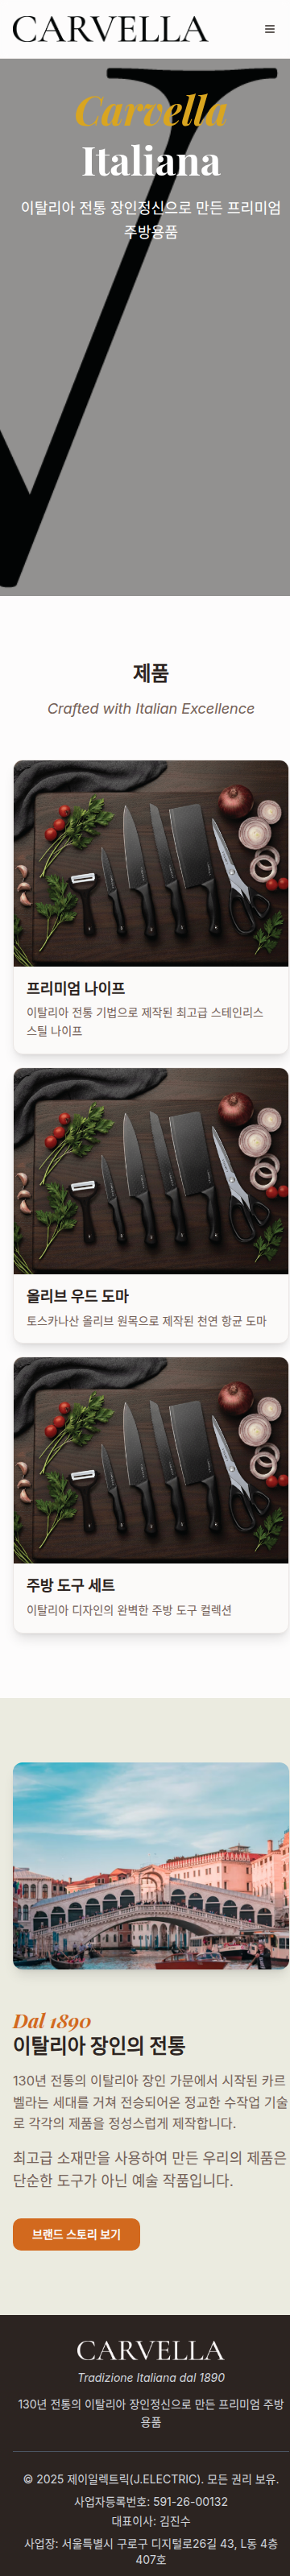 CARVELLA
Carvella
Italiana
이탈리아 전통 장인정신으로 만든 프리미엄
주방용품
제품
Crafted with Italian Excellence
프리미엄 나이프
이탈리아 전통 기법으로 제작된 최고급 스테인리스
스틸 나이프
올리브 우드 도마
토스카나산 올리브 원목으로 제작된 천연 항균 도마
주방 도구 세트
이탈리아 디자인의 완벽한 주방 도구 컬렉션
Dal 1890
이탈리아 장인의 전통
130년 전통의 이탈리아 장인 가문에서 시작된 카르
벨라는 세대를 거쳐 전승되어온 정교한 수작업 기술
로 각각의 제품을 정성스럽게 제작합니다.
최고급 소재만을 사용하여 만든 우리의 제품은
단순한 도구가 아닌 예술 작품입니다.
브랜드 스토리 보기
CARVELLA
Tradizione Italiana dal 1890
130년 전통의 이탈리아 장인정신으로 만든 프리미엄 주방
용품
© 2025 제이일렉트릭(J.ELECTRIC). 모든 권리 보유.
사업자등록번호: 591-26-00132
대표이사: 김진수
사업장: 서울특별시 구로구 디지털로26길 43, L동 4층
407호